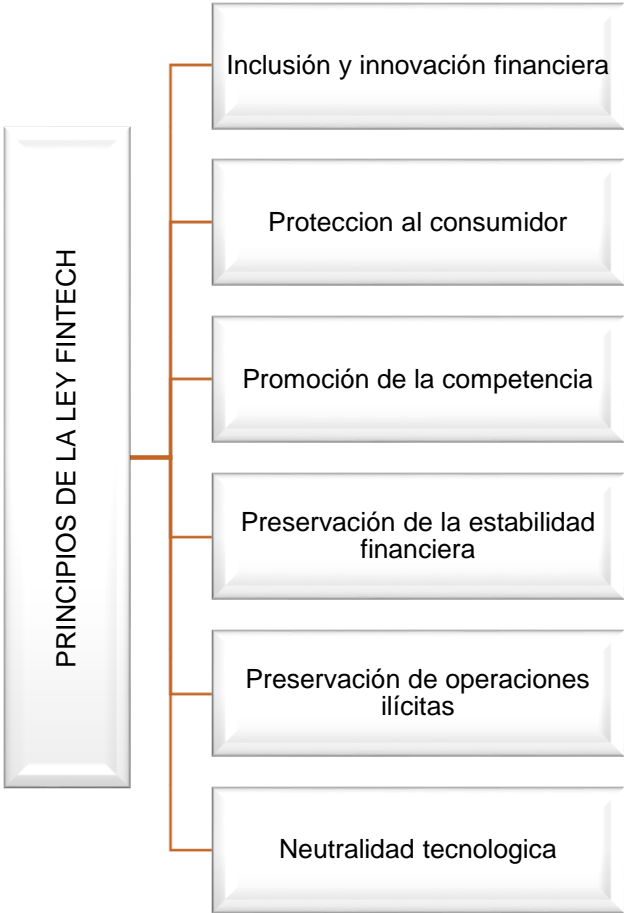 PRINCIPIOS DE LA LEY FINTECH
Inclusión y innovación financiera
Proteccion al consumidor
Promoción de la competencia
Preservación de la estabilidad
financiera
Preservación de operaciones
ilícitas
Neutralidad tecnologica